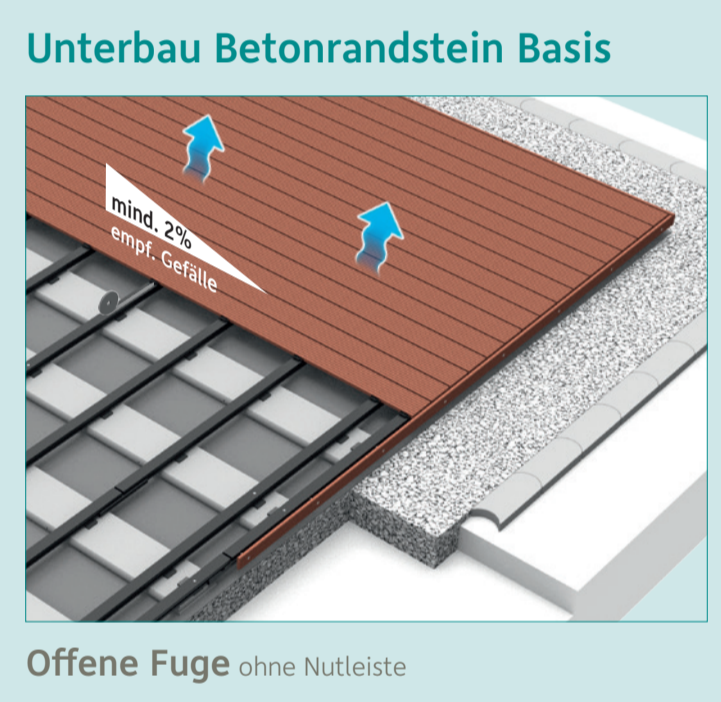 Unterbau Betonrandstein Basis
mind. 2%
empf. Gefälle
Offene Fuge ohne Nutleiste